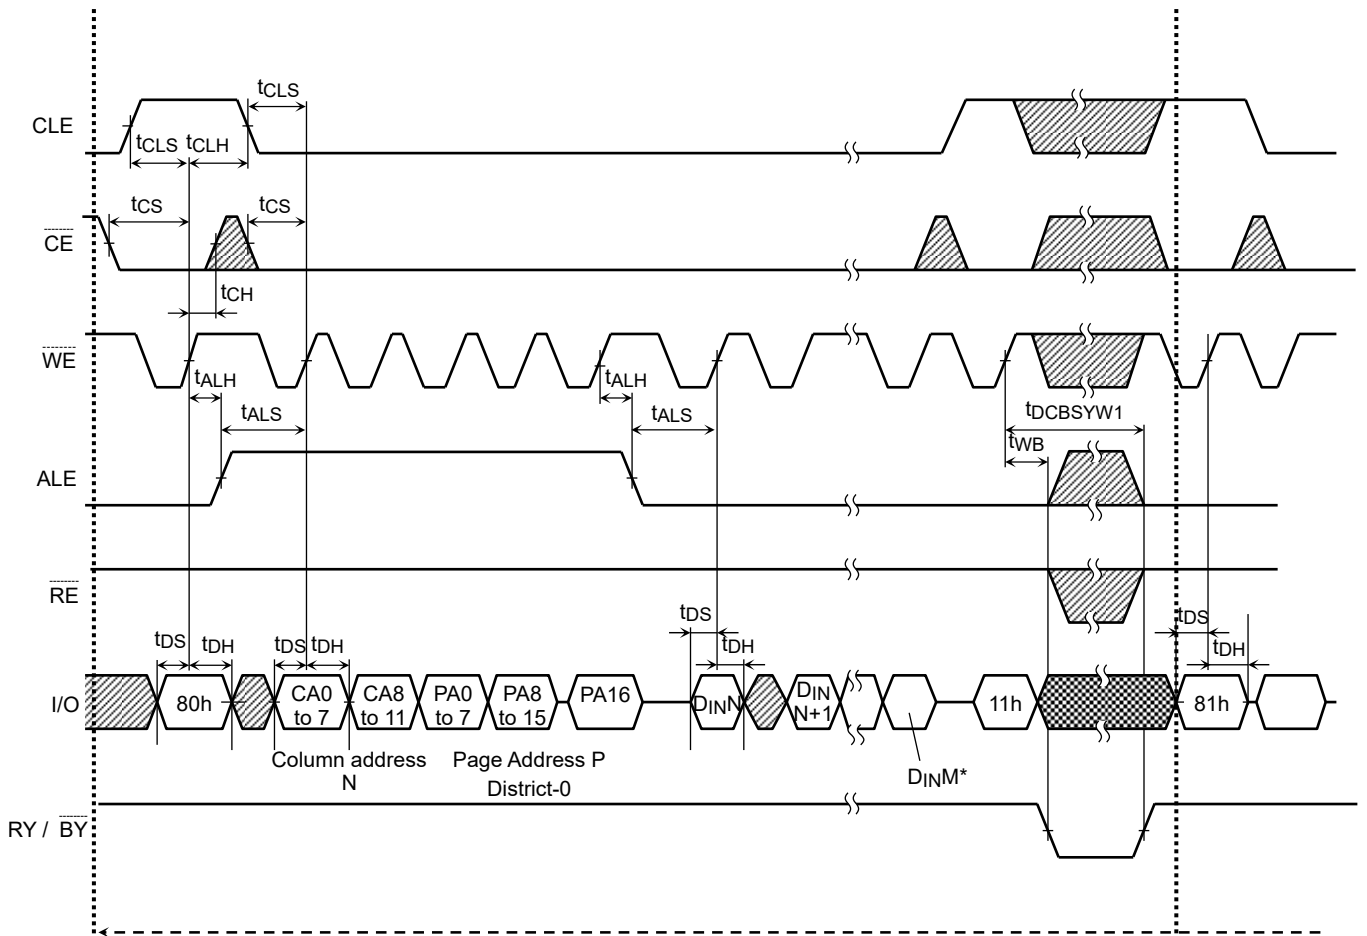 tCLS
CLE
tCLS tCLH
tCS tCS
CE
tCH
WE
tALH tALH
tALS tALS tDCBSYW1
tWB
ALE
RE
tDS
tDS tDH tDS tDH tDH tDH
I/O 80h CA0 to 7 CA8 to 11 PA0 to 7 PA8 to 15 PA16 DINN DIN N+1 11h 81h
Column address
N
Page Address P
District-0
DINM*
RY / BY